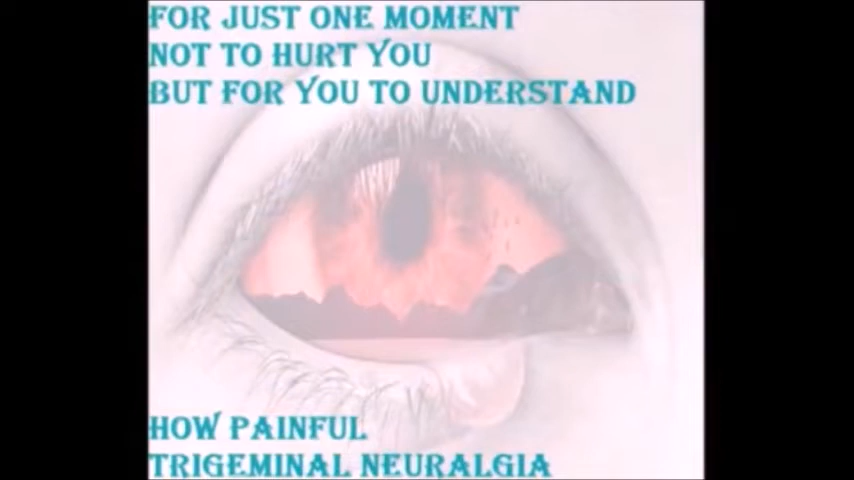 FOR JUST ONE MOMENT
NOT TO HURT YOU
BUT FOR YOU TO UNDERSTAND
HOW PAINFUL
TRIGEMINAL NEURALGIA